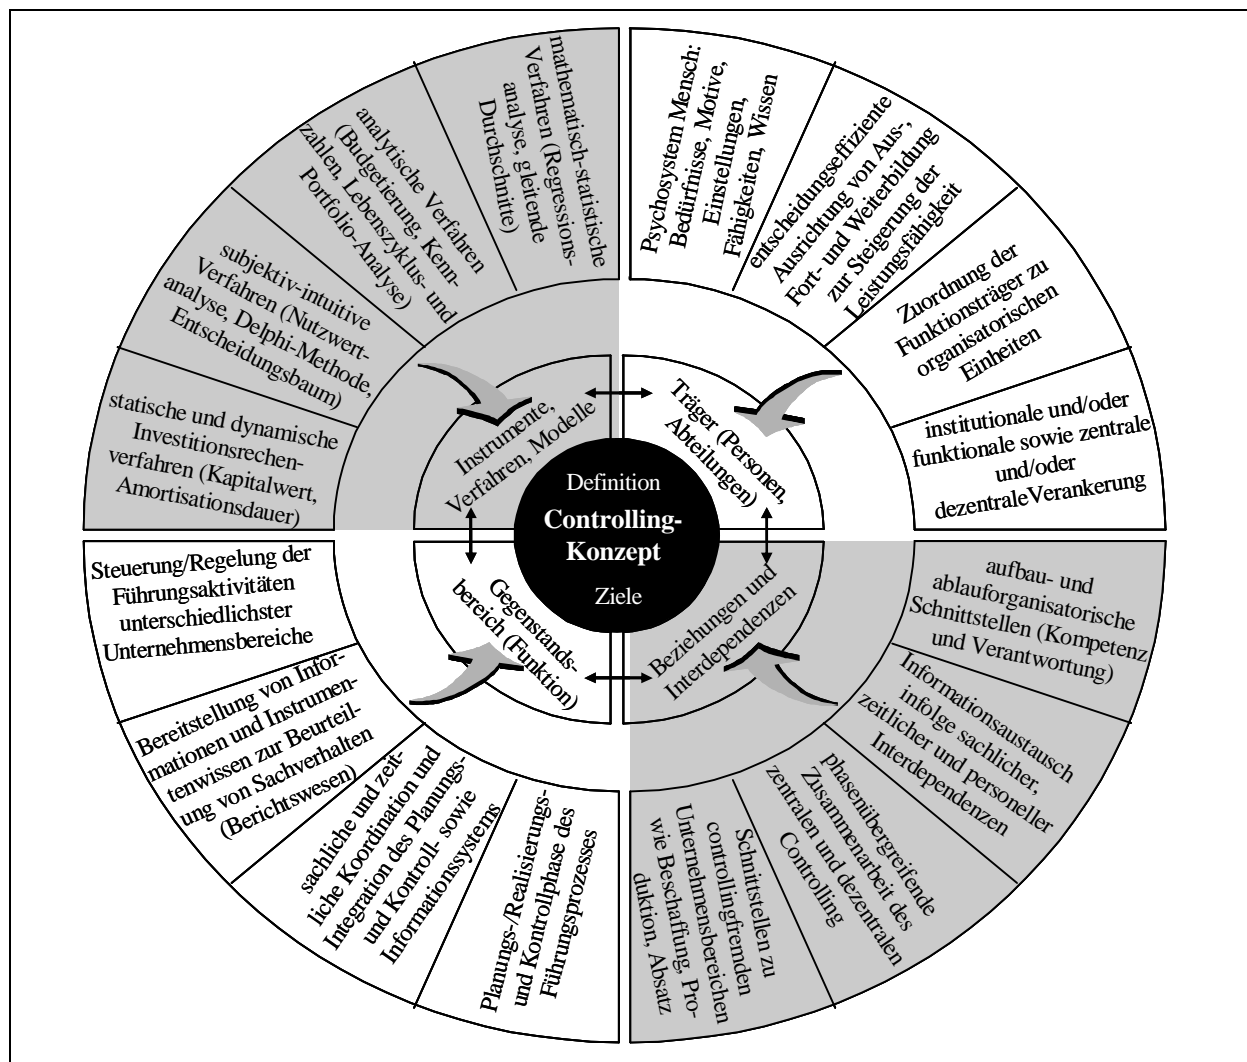 mathematisch-statistische
Verfahren (Regressions-
analyse, gleitende
Durchschnitte)
analytische Verfahren
(Budgetierung, Kenn-
zahlen, Lebenszyklus- und
Portfolio-Analyse)
subjektiv-intuitive
Verfahren (Nutzwert-
analyse, Delphi-Methode,
Entscheidungsbaum)
statische und dynamische
Investitionsrechen-
verfahren (Kapitalwert,
Amortisationsdauer)
Psychosystem Mensch:
Bedürfnisse, Motive,
Einstellungen,
Fähigkeiten, Wissen
entscheidungseffiziente
Ausrichtung von Aus-,
Fort- und Weiterbildung
zur Steigerung der
Leistungsfähigkeit
Zuordnung der
Funktionsträger zu
organisatorischen
Einheiten
institutionale und/oder
funktionale sowie zentrale
und/oder
dezentraleVerankerung
Instrumente,
Verfahren, Modelle
Träger (Personen,
Abteilungen)
Definition
Controlling-
Konzept
Ziele
Gegenstands-
bereich (Funktion)
Beziehungen und
Interdependenzen
Steuerung/Regelung der
Führungsaktivitäten
unterschiedlichster
Unternehmensbereiche
Bereitstellung von Infor-
mationen und Instrumen-
tenwissen zur Beurteil-
ung von Sachverhalten
(Berichtswesen)
sachliche und zeit-
liche Koordination und
Integration des Planungs-
und Kontroll- sowie
Informationssystems
Planungs-/Realisierungs-
und Kontrollphase des
Führungsprozesses
aufbau- und
ablauforganisatorische
Schnittstellen (Kompetenz
und Verantwortung)
Informationsaustausch
infolge sachlicher,
zeitlicher und personeller
Interdependenzen
phasenübergreifende
Zusammenarbeit des
zentralen und dezentralen
Controlling
Schnittstellen zu
controllingfremden
Unternehmensbereichen
wie Beschaffung, Pro-
duktion, Absatz